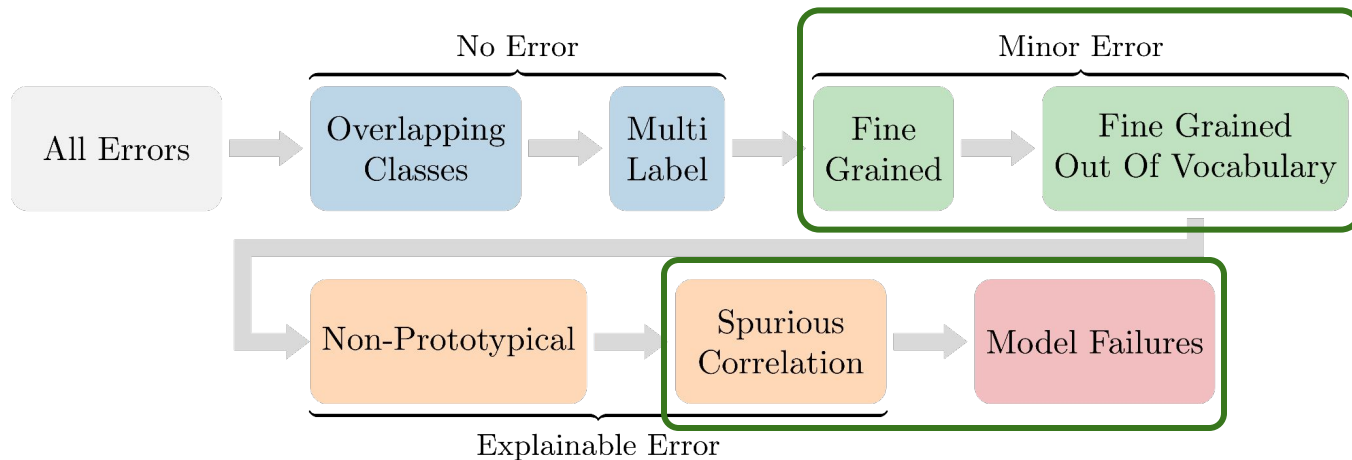 No Error
Minor Error
All Errors
Overlapping
Classes
Multi
Label
Fine
Grained
Fine Grained
Out Of Vocabulary
Non-Prototypical
Spurious
Correlation
Model Failures
Explainable Error